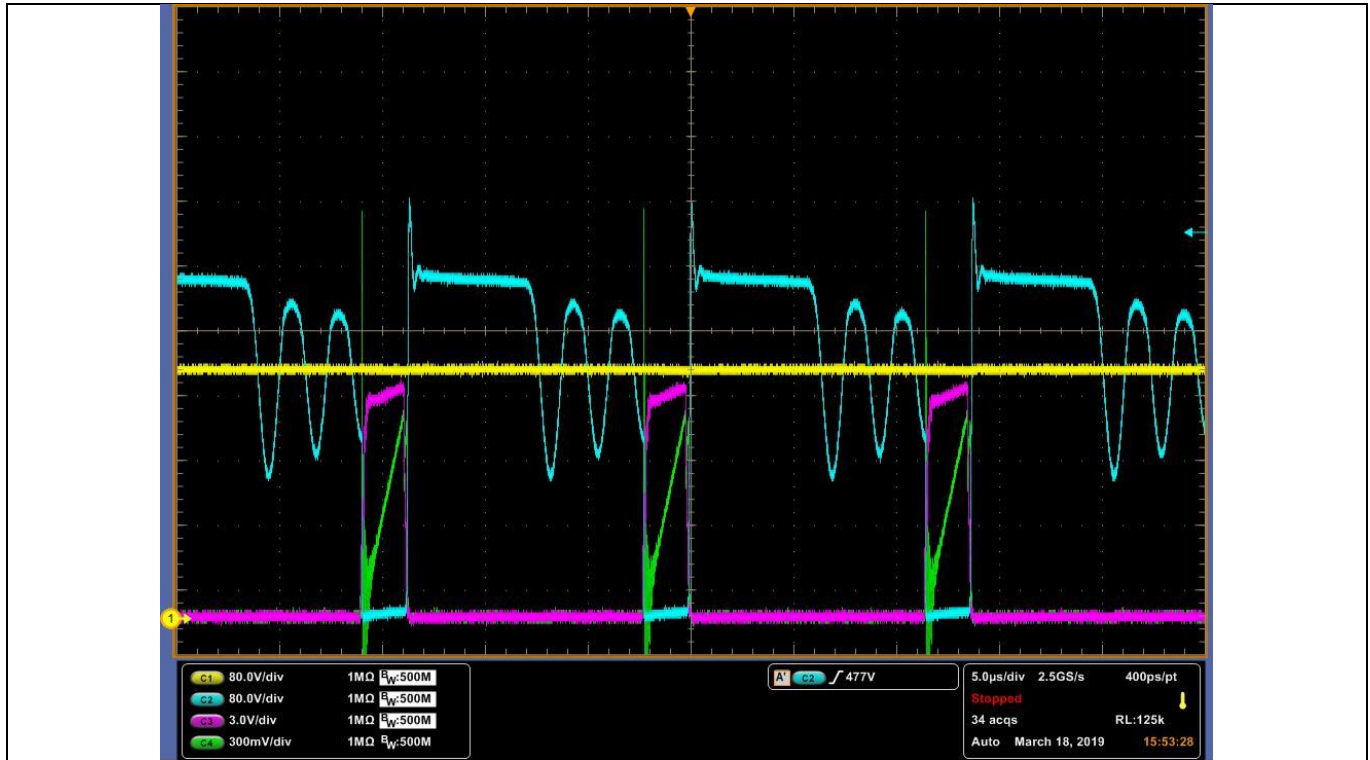 1
C1 80.0V/div 1MΩ BW:500M
C2 80.0V/div 1MΩ BW:500M
C3 3.0V/div 1MΩ BW:500M
C4 300mV/div 1MΩ BW:500M
A' C2 477V
5.0µs/div 2.5GS/s 400ps/pt
Stopped
34 acqs RL:125k
Auto March 18, 2019 15:53:28